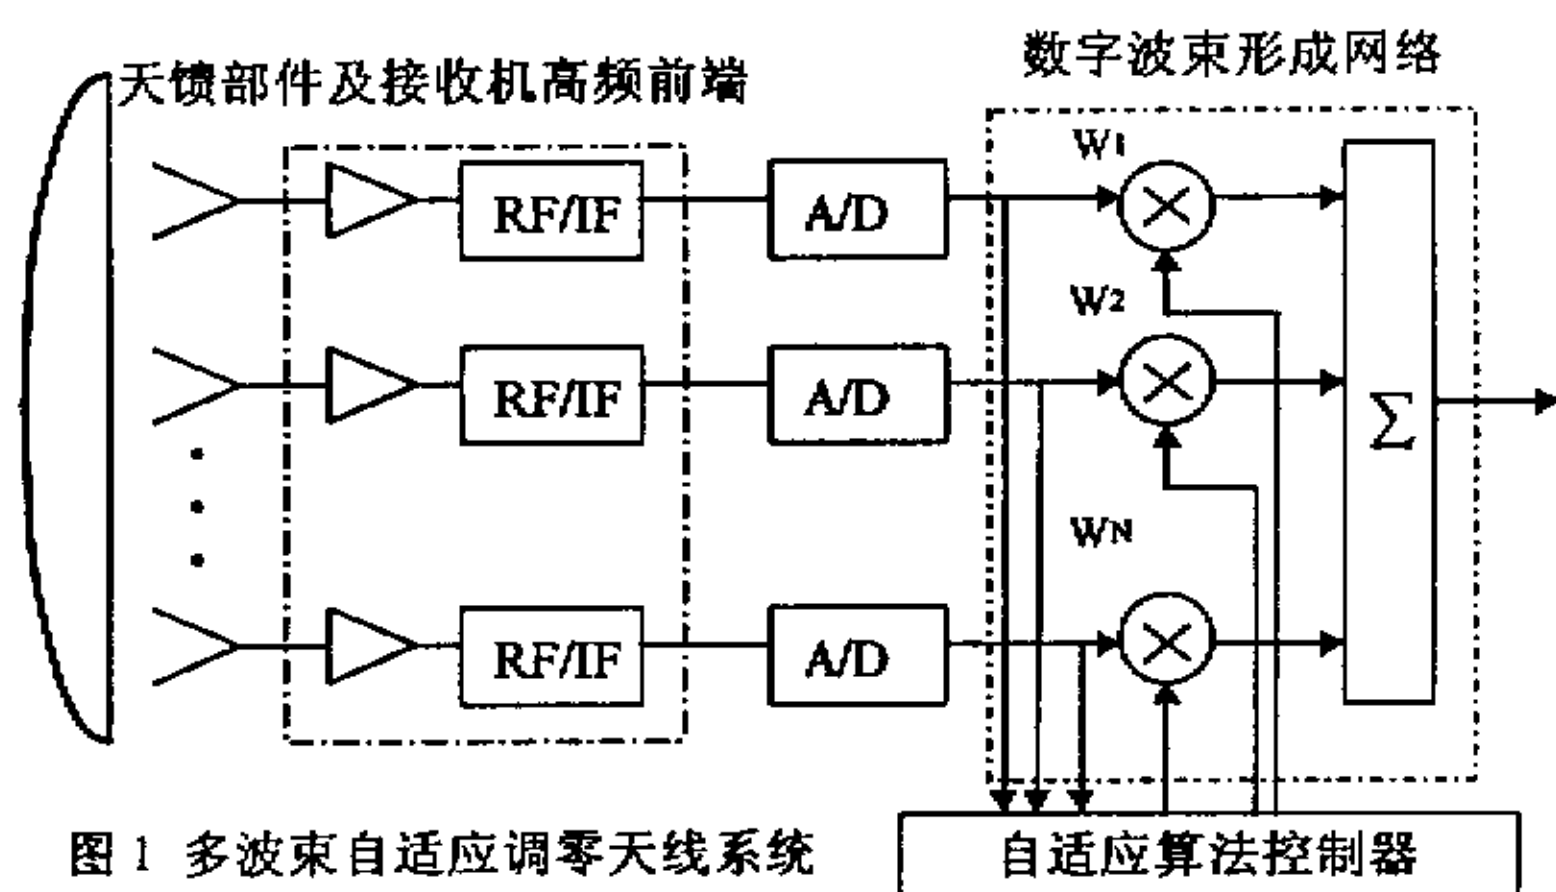 天馈部件及接收机高频前端
数字波束形成网络
RF/IF
A/D
W1
RF/IF
A/D
W2
Σ
RF/IF
A/D
WN
图 1 多波束自适应调零天线系统
自适应算法控制器